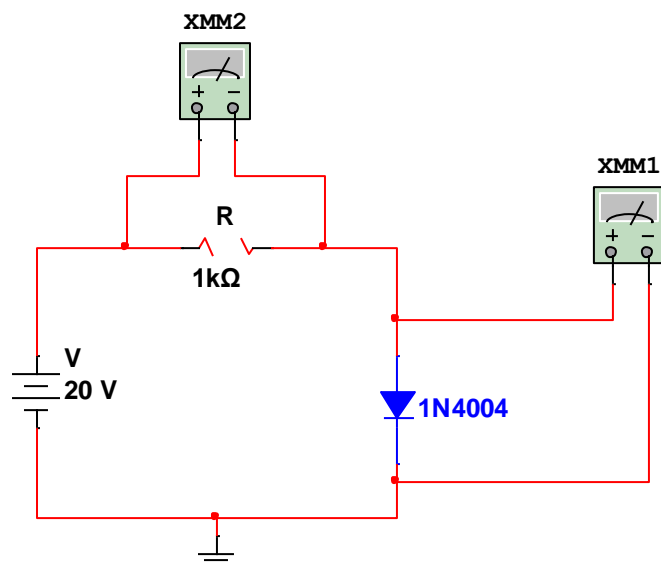 XMM2
+ −
XMM1
+ −
R
1kΩ
V
20 V
1N4004